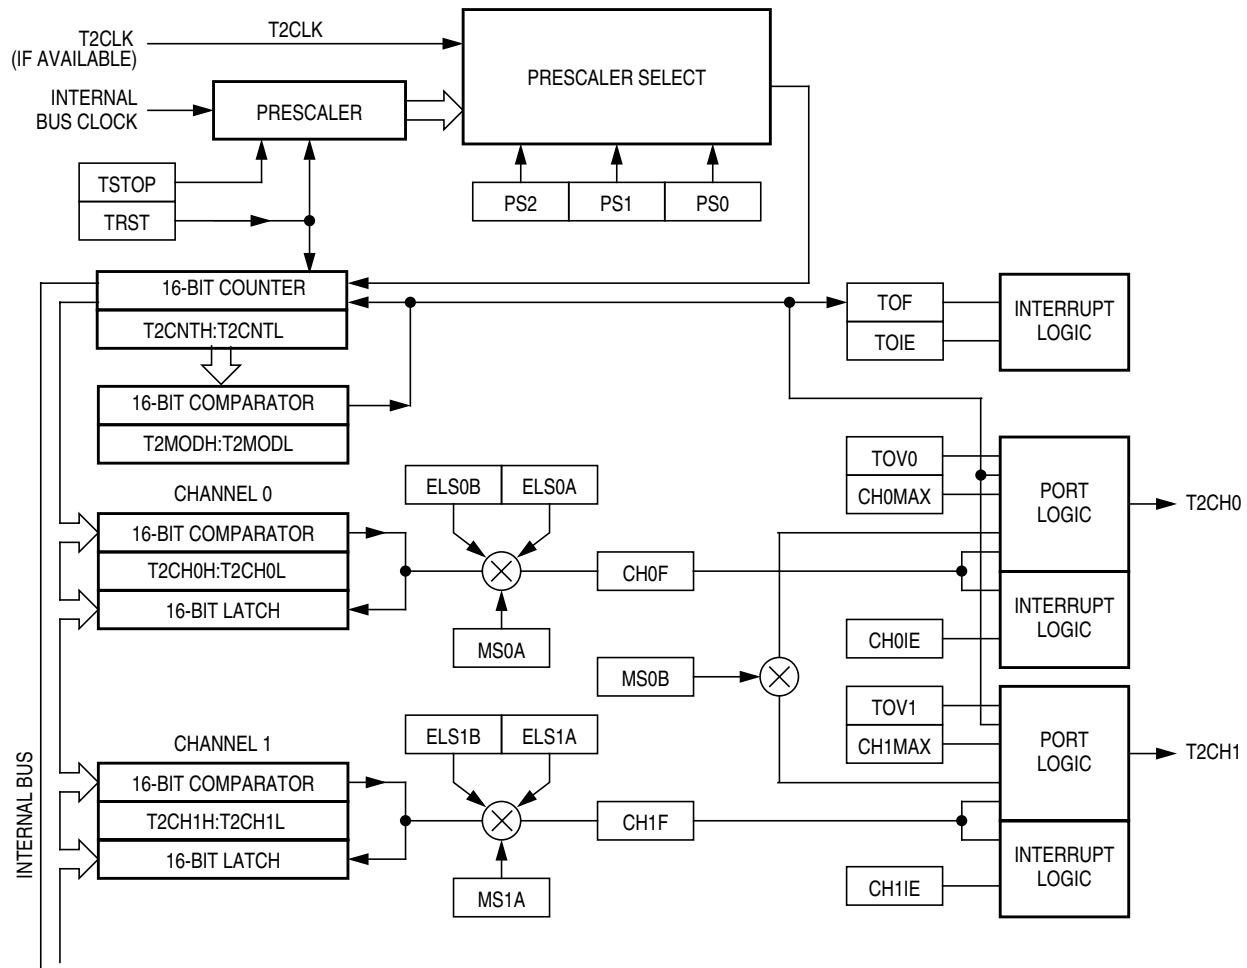 T2CLK
(IF AVAILABLE)
T2CLK
PRESCALER SELECT
INTERNAL
BUS CLOCK
PRESCALER
TSTOP
TRST
PS2
PS1
PS0
16-BIT COUNTER
T2CNTH:T2CNTL
TOF
TOIE
INTERRUPT
LOGIC
16-BIT COMPARATOR
T2MODH:T2MODL
CHANNEL 0
16-BIT COMPARATOR
T2CH0H:T2CH0L
16-BIT LATCH
ELS0B
ELS0A
MS0A
CH0F
TOV0
CH0MAX
PORT
LOGIC
T2CH0
INTERRUPT
LOGIC
CH0IE
MS0B
CHANNEL 1
16-BIT COMPARATOR
T2CH1H:T2CH1L
16-BIT LATCH
ELS1B
ELS1A
MS1A
CH1F
TOV1
CH1MAX
PORT
LOGIC
T2CH1
INTERRUPT
LOGIC
CH1IE
INTERNAL BUS